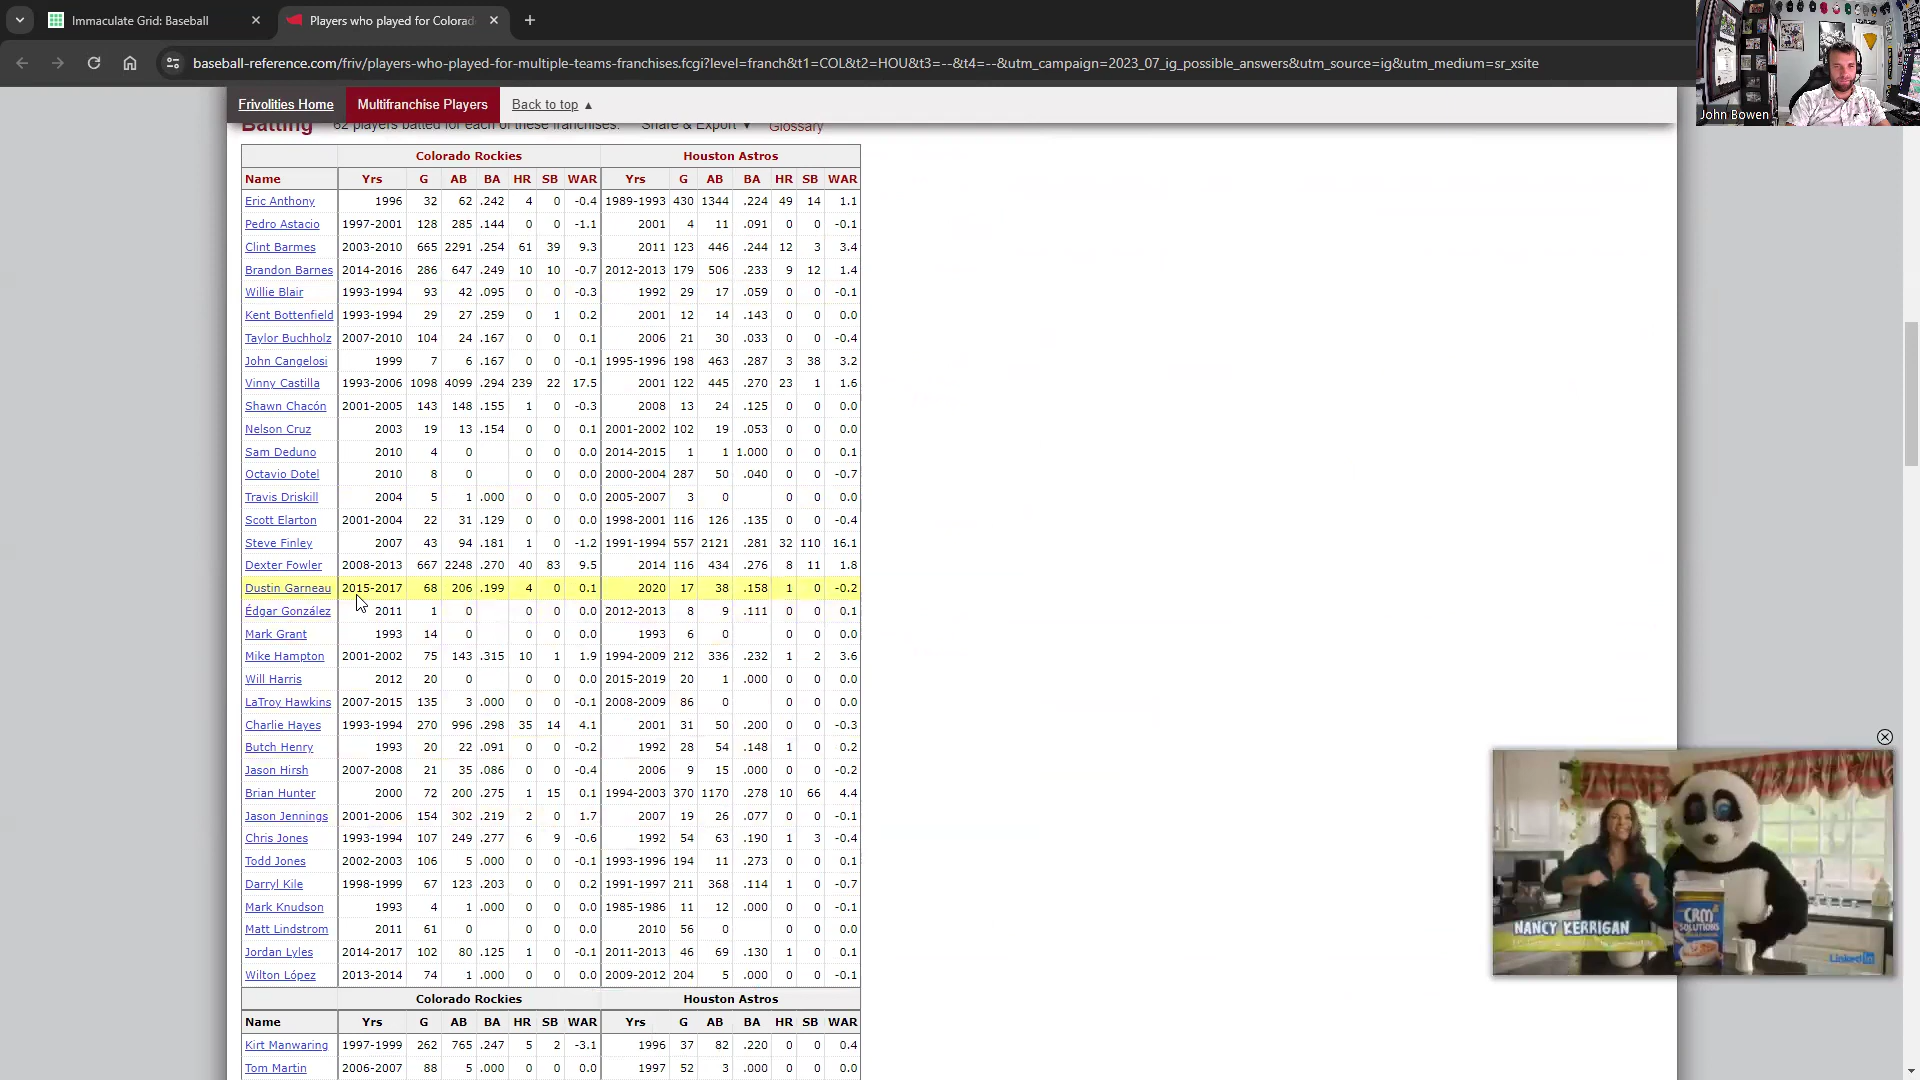 Immaculate Grid: Baseball
Players who played for Colorad
baseball-reference.com/friv/players-who-played-for-multiple-teams-franchises.fcgi?level=franch&t1=COL&t2=HOU&t3=--&t4=--&utm_campaign=2023_07_ig_possible_answers&utm_source=ig&utm_medium=sr_xsite
John Bowen
Frivolities Home Multifranchise Players Back to top ▲
Batting 62 players batted for each of these franchises. Share & Export ▼ Glossary
Colorado Rockies Houston Astros
Name Yrs G AB BA HR SB WAR Yrs G AB BA HR SB WAR
Eric Anthony 1996 32 62 .242 4 0 -0.4 1989-1993 430 1344 .224 49 14 1.1
Pedro Astacio 1997-2001 128 285 .144 0 0 -1.1 2001 4 11 .091 0 0 -0.1
Clint Barmes 2003-2010 665 2291 .254 61 39 9.3 2011 123 446 .244 12 3 3.4
Brandon Barnes 2014-2016 286 647 .249 10 10 -0.7 2012-2013 179 506 .233 9 12 1.4
Willie Blair 1993-1994 93 42 .095 0 0 -0.3 1992 29 17 .059 0 0 -0.1
Kent Bottenfield 1993-1994 29 27 .259 0 1 0.2 2001 12 14 .143 0 0 0.0
Taylor Buchholz 2007-2010 104 24 .167 0 0 0.1 2006 21 30 .033 0 0 -0.4
John Cangelosi 1999 7 6 .167 0 0 -0.1 1995-1996 198 463 .287 3 38 3.2
Vinny Castilla 1993-2006 1098 4099 .294 239 22 17.5 2001 122 445 .270 23 1 1.6
Shawn Chacón 2001-2005 143 148 .155 1 0 -0.3 2008 13 24 .125 0 0 0.0
Nelson Cruz 2003 19 13 .154 0 0 0.1 2001-2002 102 19 .053 0 0 0.0
Sam Deduno 2010 4 0 0 0 0.0 2014-2015 1 1 1.000 0 0 0.1
Octavio Dotel 2010 8 0 0 0 0.0 2000-2004 287 50 .040 0 0 -0.7
Travis Driskill 2004 5 1 .000 0 0 0.0 2005-2007 3 0 0 0 0.0
Scott Elarton 2001-2004 22 31 .129 0 0 0.0 1998-2001 116 126 .135 0 0 -0.4
Steve Finley 2007 43 94 .181 1 0 -1.2 1991-1994 557 2121 .281 32 110 16.1
Dexter Fowler 2008-2013 667 2248 .270 40 83 9.5 2014 116 434 .276 8 11 1.8
Dustin Garneau 2015-2017 68 206 .199 4 0 0.1 2020 17 38 .158 1 0 -0.2
Édgar González 2011 1 0 0 0 0.0 2012-2013 8 9 .111 0 0 0.1
Mark Grant 1993 14 0 0 0 0.0 1993 6 0 0 0 0.0
Mike Hampton 2001-2002 75 143 .315 10 1 1.9 1994-2009 212 336 .232 1 2 3.6
Will Harris 2012 20 0 0 0 0.0 2015-2019 20 1 .000 0 0 0.0
LaTroy Hawkins 2007-2015 135 3 .000 0 0 -0.1 2008-2009 86 0 0 0 0.0
Charlie Hayes 1993-1994 270 996 .298 35 14 4.1 2001 31 50 .200 0 0 -0.3
Butch Henry 1993 20 22 .091 0 0 -0.2 1992 28 54 .148 1 0 0.2
Jason Hirsh 2007-2008 21 35 .086 0 0 -0.4 2006 9 15 .000 0 0 -0.2
Brian Hunter 2000 72 200 .275 1 15 0.1 1994-2003 370 1170 .278 10 66 4.4
Jason Jennings 2001-2006 154 302 .219 2 0 1.7 2007 19 26 .077 0 0 -0.1
Chris Jones 1993-1994 107 249 .277 6 9 -0.6 1992 54 63 .190 1 3 -0.4
Todd Jones 2002-2003 106 5 .000 0 0 -0.1 1993-1996 194 11 .273 0 0 0.1
Darryl Kile 1998-1999 67 123 .203 0 0 0.2 1991-1997 211 368 .114 1 0 -0.7
Mark Knudson 1993 4 1 .000 0 0 0.0 1985-1986 11 12 .000 0 0 -0.1
Matt Lindstrom 2011 61 0 0 0 0.0 2010 56 0 0 0 0.0
Jordan Lyles 2014-2017 102 80 .125 1 0 -0.1 2011-2013 46 69 .130 1 0 0.1
Wilton López 2013-2014 74 1 .000 0 0 0.0 2009-2012 204 5 .000 0 0 -0.1
Colorado Rockies Houston Astros
Name Yrs G AB BA HR SB WAR Yrs G AB BA HR SB WAR
Kirt Manwaring 1997-1999 262 765 .247 5 2 -3.1 1996 37 82 .220 0 0 0.4
Tom Martin 2006-2007 88 5 .000 0 0 0.0 1997 52 3 .000 0 0 0.0
NANCY KERRIGAN
CRM
SOLUTIONS
LinkedIn